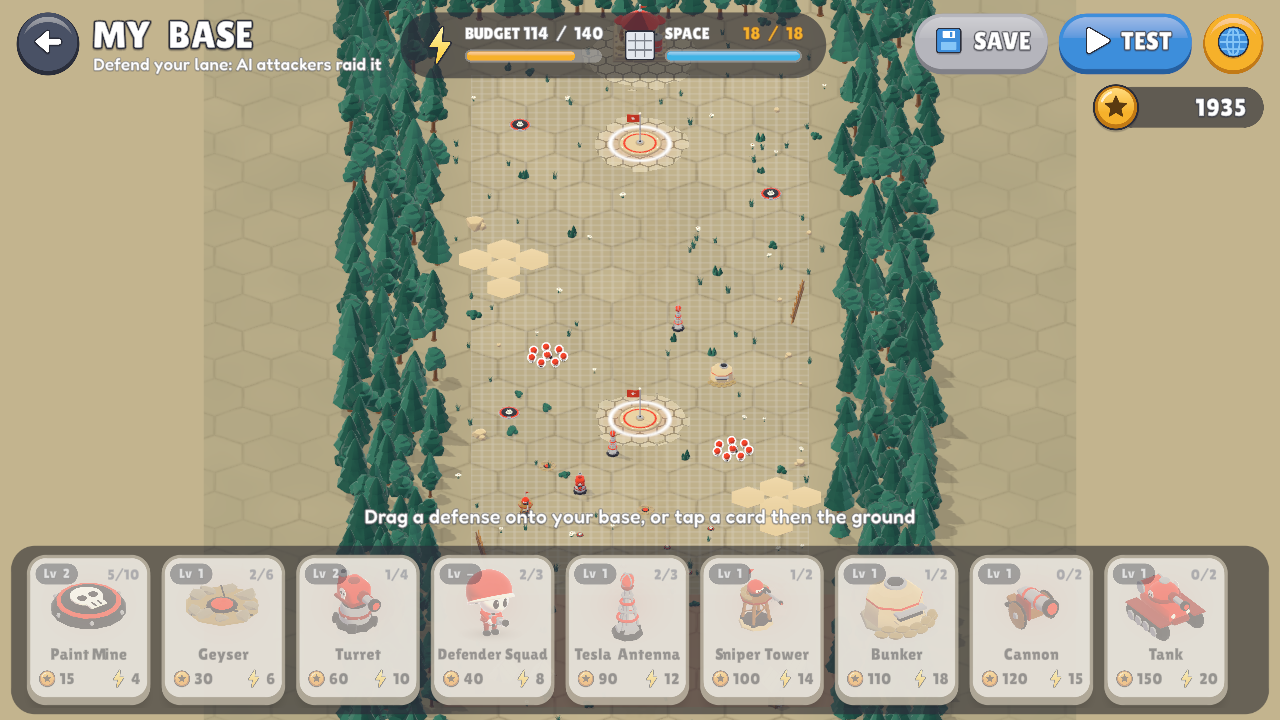 MY BASE
Defend your lane: AI attackers raid it
BUDGET 114 / 140
SPACE 18 / 18
SAVE
TEST
1935
Drag a defense onto your base, or tap a card then the ground
Lv 2 5/10
Paint Mine
15 4
Lv 1 2/6
Geyser
30 6
Lv 2 1/4
Turret
60 10
Lv - 2/3
Defender Squad
40 8
Lv 1 2/3
Tesla Antenna
90 12
Lv 1 1/2
Sniper Tower
100 14
Lv 1 1/2
Bunker
110 18
Lv 1 0/2
Cannon
120 15
Lv 1 0/2
Tank
150 20